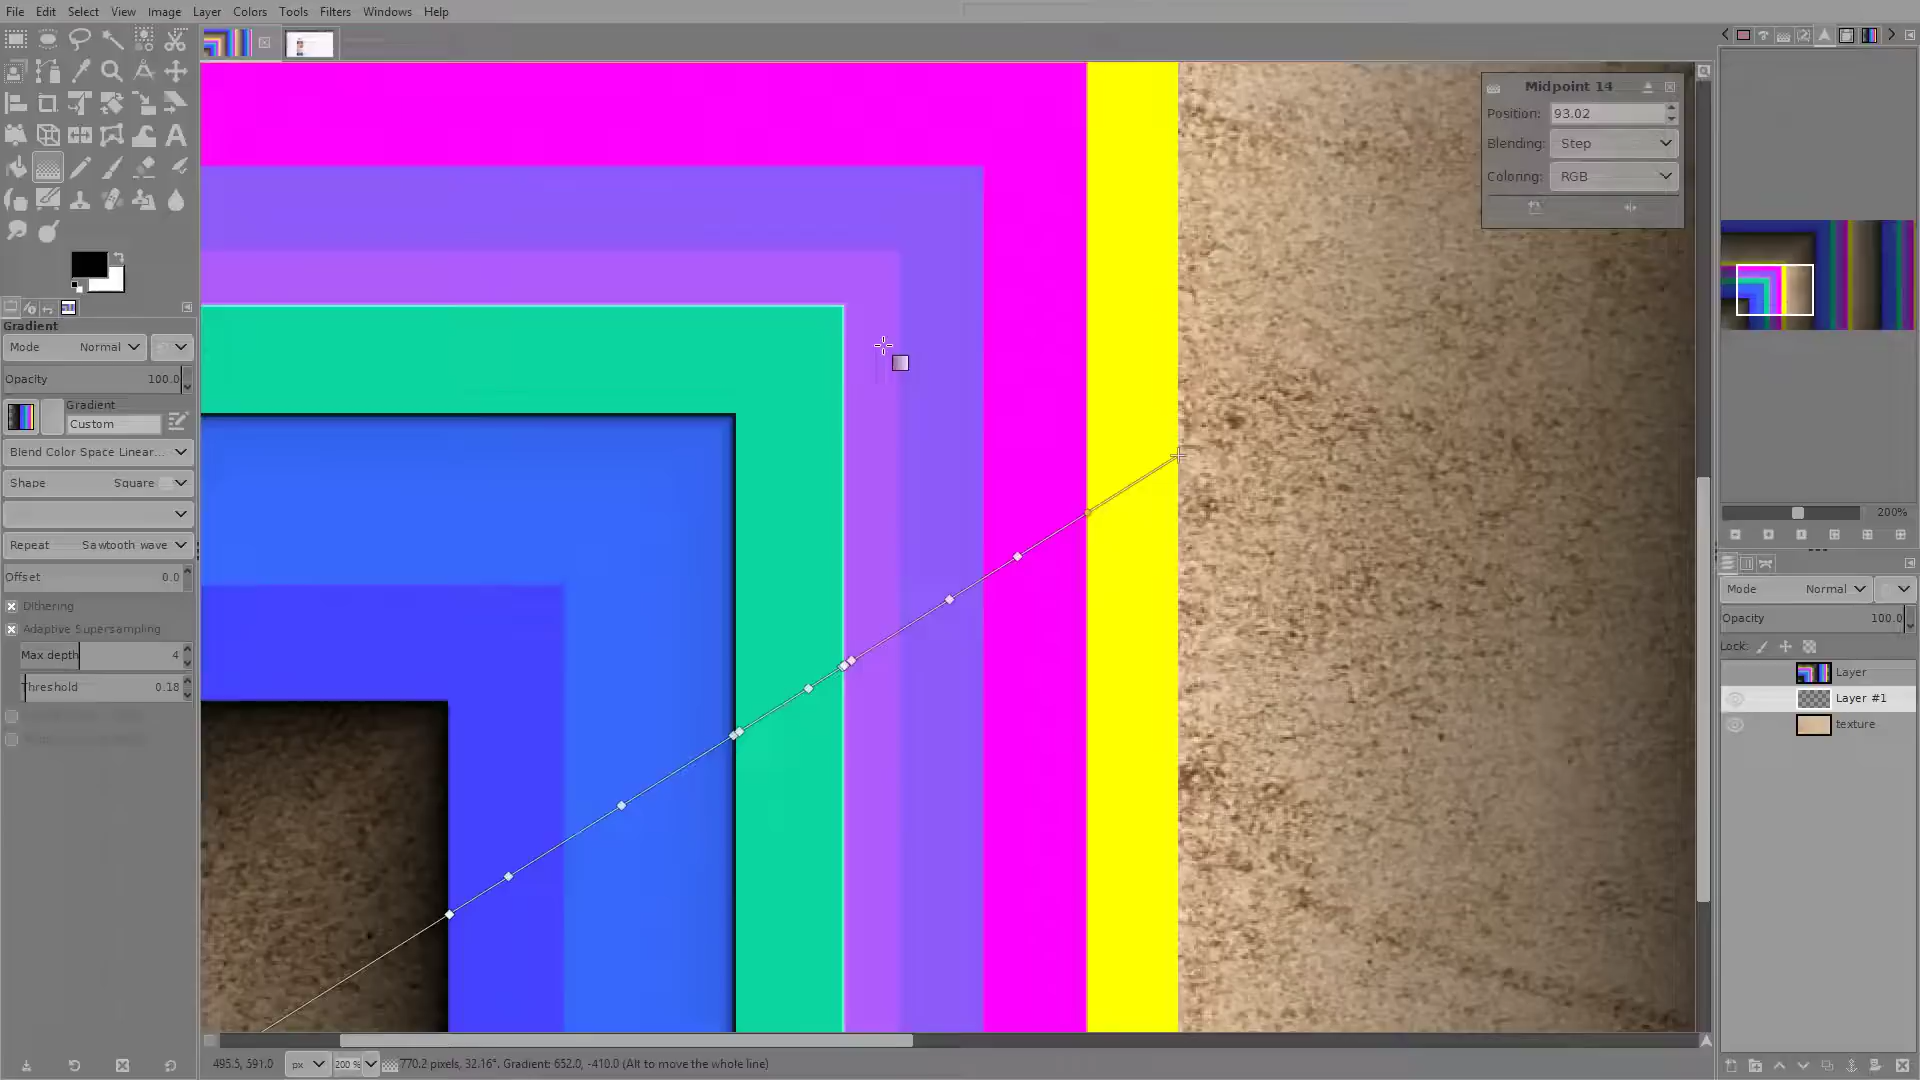 File Edit Select View Image Layer Colors Tools Filters Windows Help
Midpoint 14
Position: 93.02
Blending: Step
Coloring: RGB
Gradient
Mode Normal
Opacity 100.0
Gradient
Custom
Blend Color Space Linear...
Shape Square
Repeat Sawtooth wave
Offset 0.0
Dithering
Adaptive Supersampling
Max depth 4
Threshold 0.18
200%
Mode Normal
Opacity 100.0
Lock:
Layer
Layer #1
texture
495.5, 591.0 px 200 % 770.2 pixels, 32.16°. Gradient: 652.0, -410.0 (Alt to move the whole line)